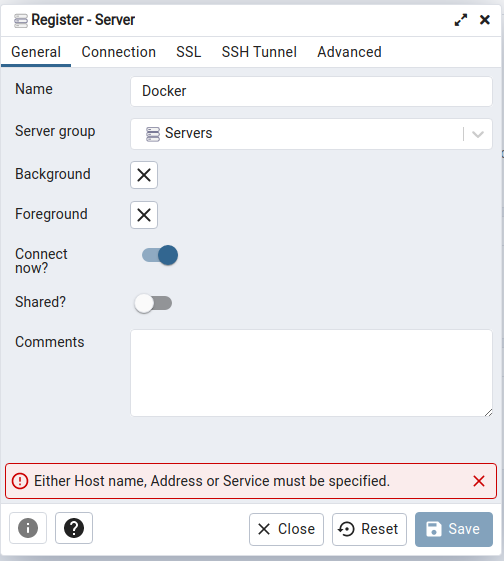 Register - Server
General Connection SSL SSH Tunnel Advanced
Name Docker
Server group Servers
Background
Foreground
Connect
now?
Shared?
Comments
Either Host name, Address or Service must be specified.
Close Reset Save